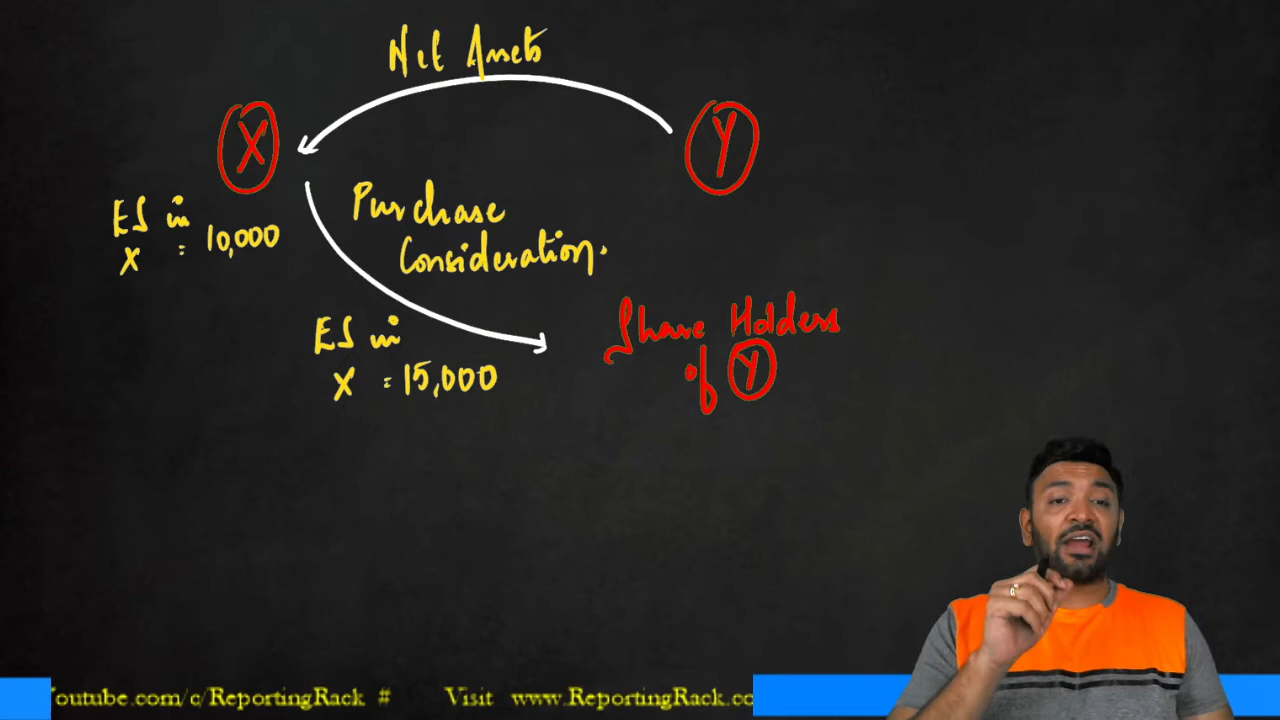 Net Assets
X
Y
Purchase
Consideration.
ES in
X = 10,000
ES in
X = 15,000
Share Holders
of Y
Youtube.com/c/ReportingRack # Visit www.ReportingRack.co